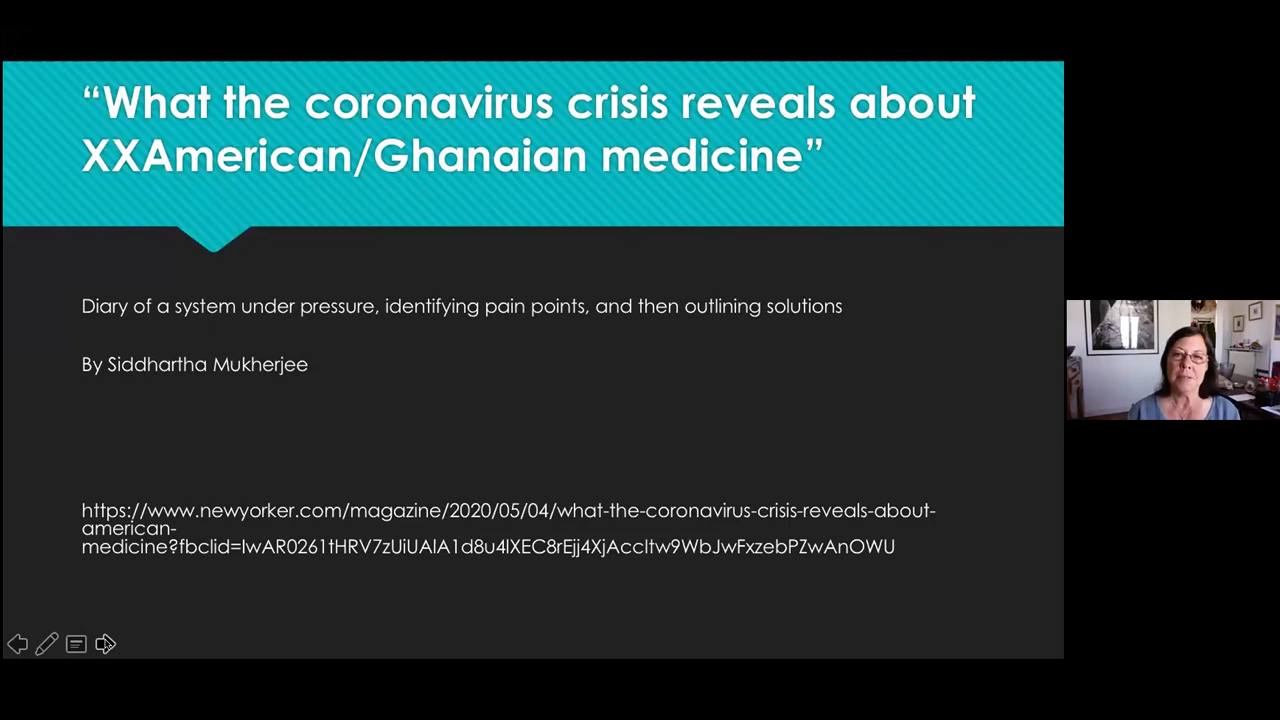 “What the coronavirus crisis reveals about
XXAmerican/Ghanaian medicine”
Diary of a system under pressure, identifying pain points, and then outlining solutions
By Siddhartha Mukherjee
https://www.newyorker.com/magazine/2020/05/04/what-the-coronavirus-crisis-reveals-about-
american-
medicine?fbclid=IwAR0261tHRV7zUiUAlA1d8u4lXEC8rEjj4XjAccltw9WbJwFxzebPZwAnOWU